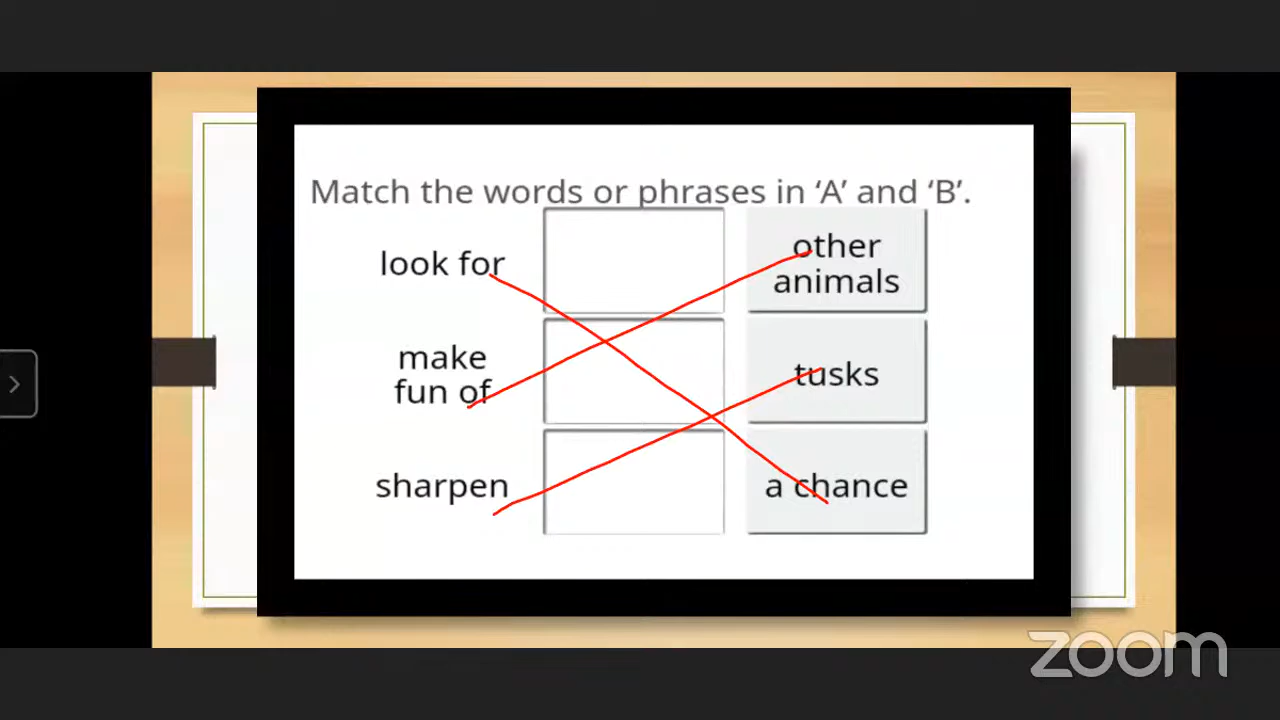 Match the words or phrases in ‘A’ and ‘B’.
look for
other
animals
make
fun of
tusks
sharpen
a chance
zoom